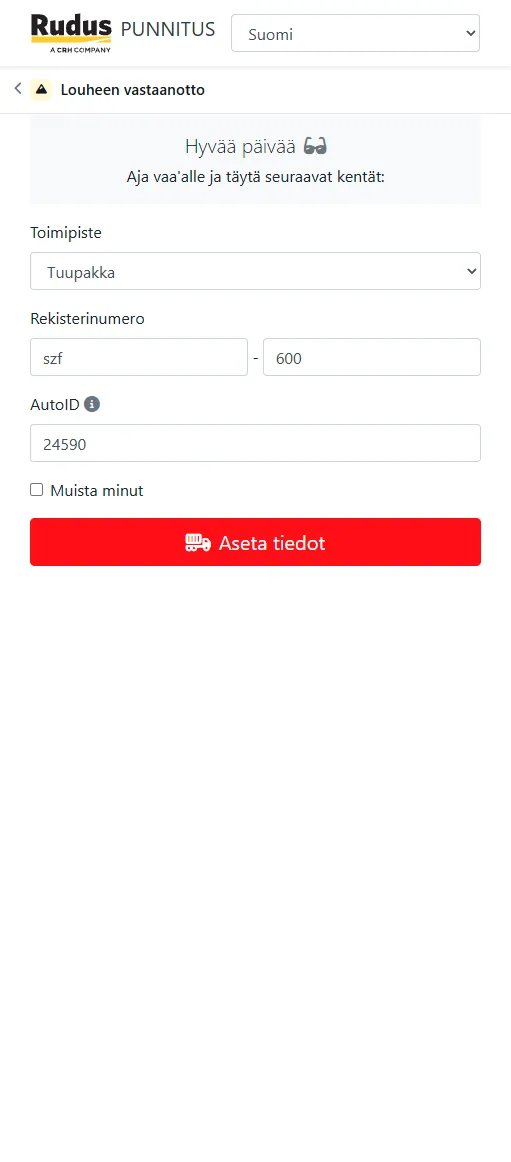 Rudus
A CRH COMPANY
PUNNITUS
Suomi
Louheen vastaanotto
Hyvää päivää
Aja vaa'alle ja täytä seuraavat kentät:
Toimipiste
Tuupakka
Rekisterinumero
szf - 600
AutoID
24590
Muista minut
Aseta tiedot